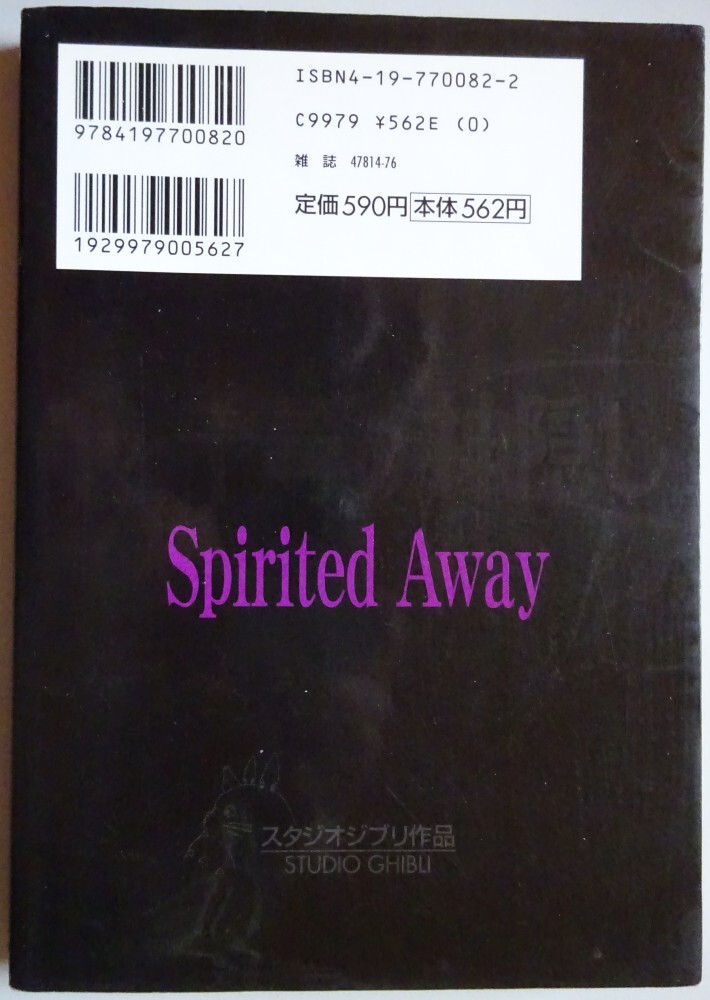 ISBN4-19-770082-2
9784197700820
C9979 ¥562E (0)
雑 誌 47814-76
定価590円 本体562円
1929979005627
Spirited Away
スタジオジブリ作品
STUDIO GHIBLI